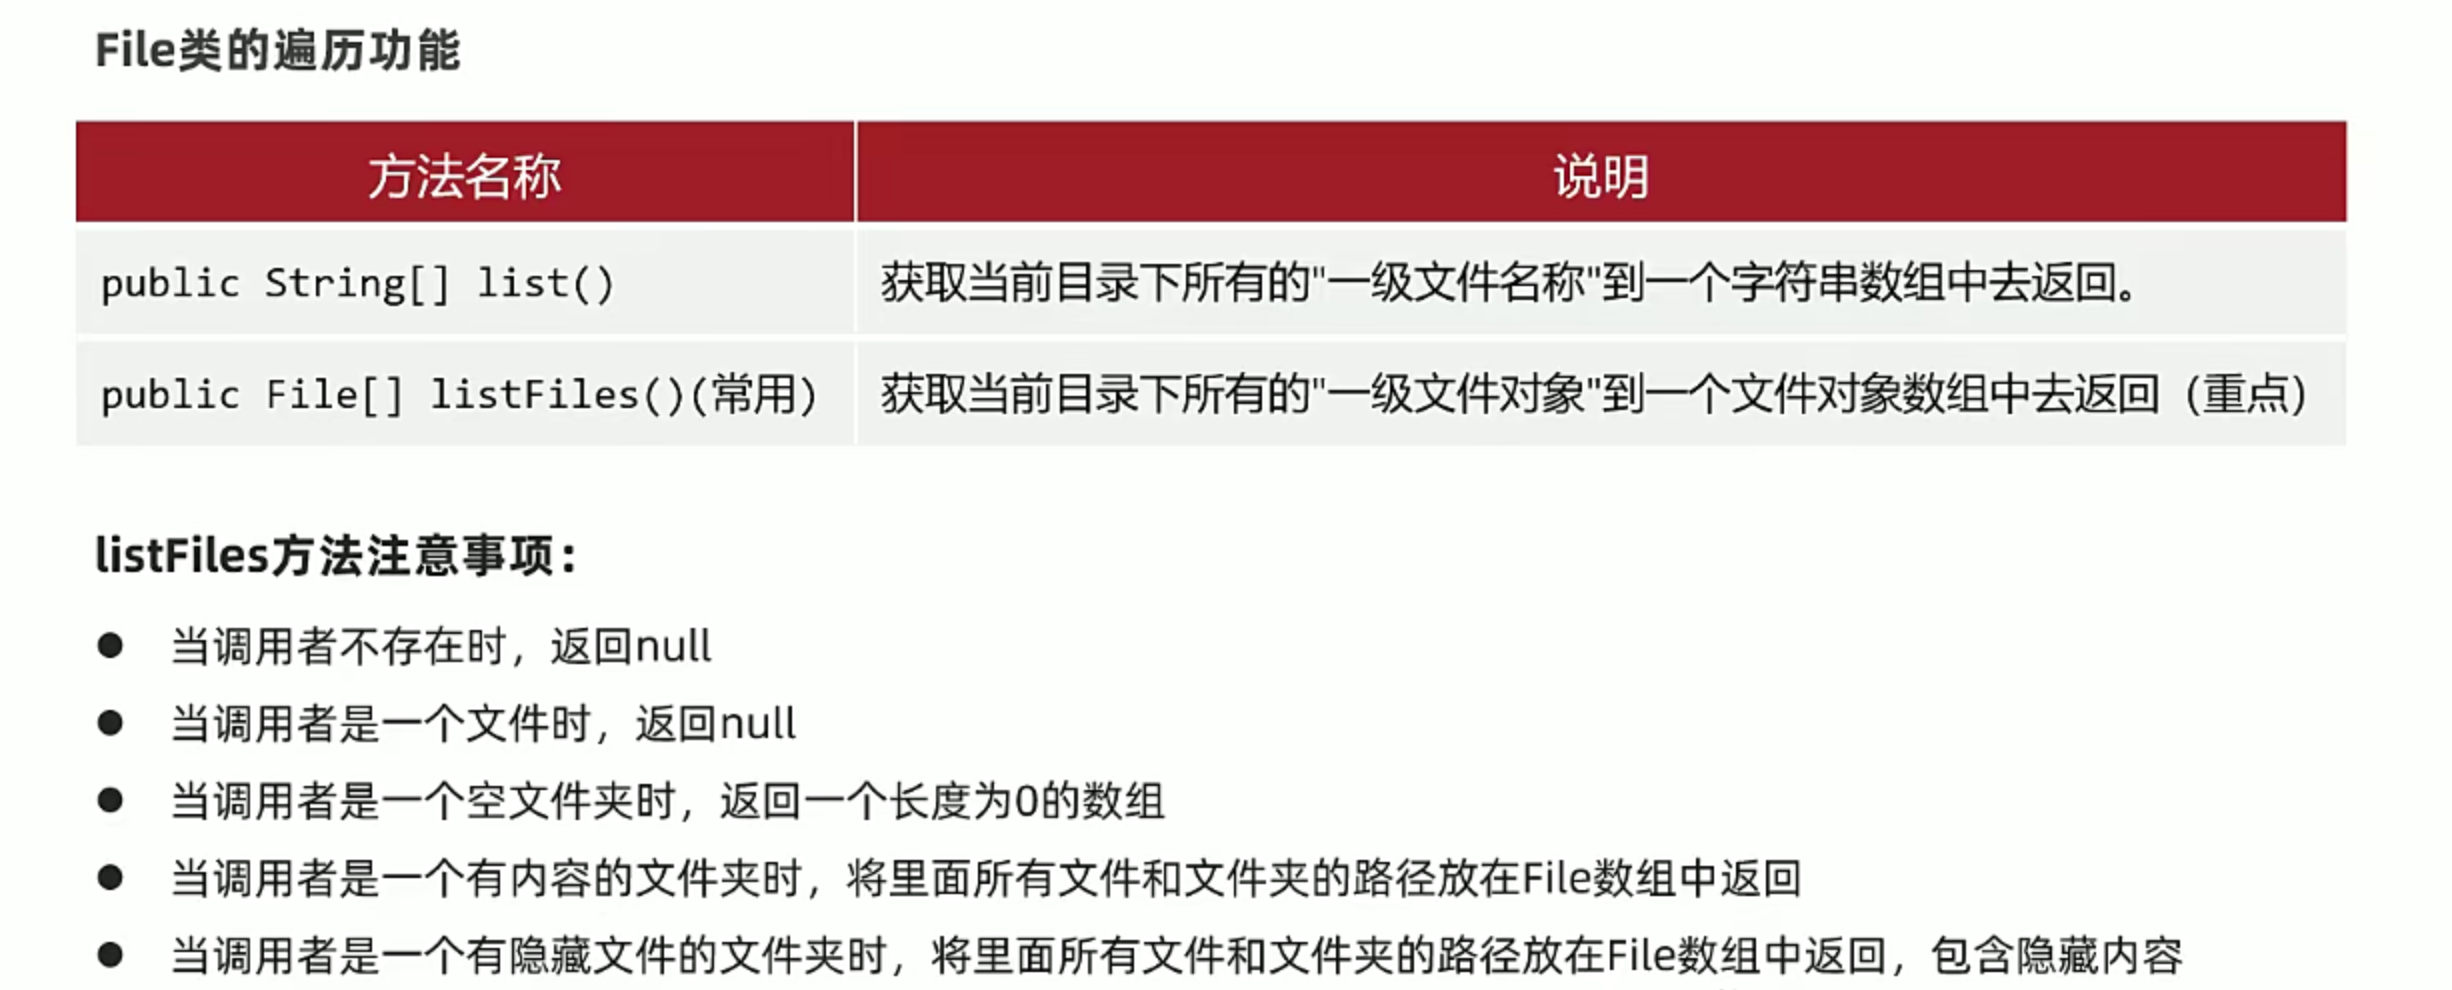 File类的遍历功能
方法名称 说明
public String[] list() 获取当前目录下所有的"一级文件名称"到一个字符串数组中去返回。
public File[] listFiles()(常用) 获取当前目录下所有的"一级文件对象"到一个文件对象数组中去返回（重点）
listFiles方法注意事项：
● 当调用者不存在时，返回null
● 当调用者是一个文件时，返回null
● 当调用者是一个空文件夹时，返回一个长度为0的数组
● 当调用者是一个有内容的文件夹时，将里面所有文件和文件夹的路径放在File数组中返回
● 当调用者是一个有隐藏文件的文件夹时，将里面所有文件和文件夹的路径放在File数组中返回，包含隐藏内容